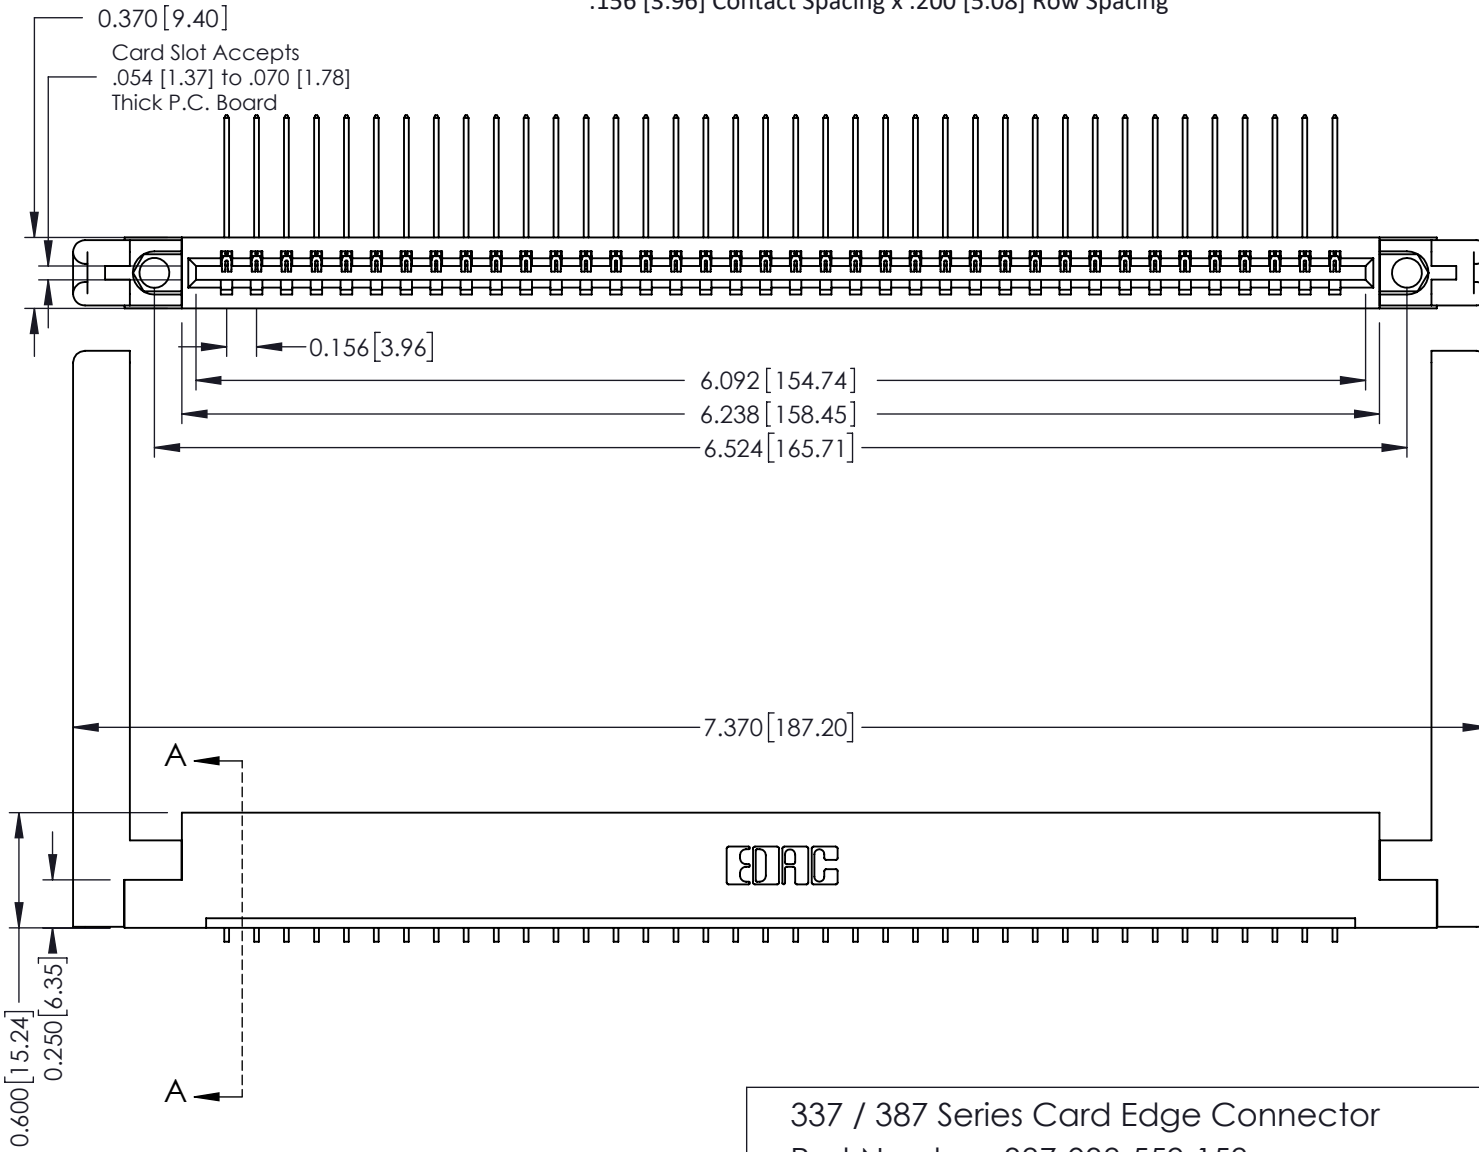 .156 [3.96] Contact Spacing x .200 [5.08] Row Spacing
0.370[9.40]
Card Slot Accepts
.054 [1.37] to .070 [1.78]
Thick P.C. Board
0.156[3.96]
6.092[154.74]
6.238[158.45]
6.524[165.71]
7.370[187.20]
A
EDAC
0.250[6.35]
0.600[15.24]
A
337 / 387 Series Card Edge Connector